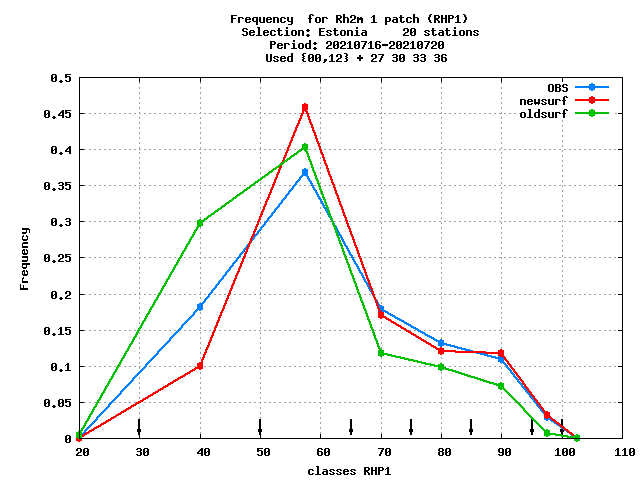 Frequency  for Rh2m 1 patch (RHP1)
Selection: Estonia     20 stations
Period: 20210716-20210720
Used {00,12} + 27 30 33 36
OBS
newsurf
oldsurf
0.5
0.45
0.4
0.35
0.3
0.25
0.2
0.15
0.1
0.05
0
Frequency
20 30 40 50 60 70 80 90 100 110
classes RHP1